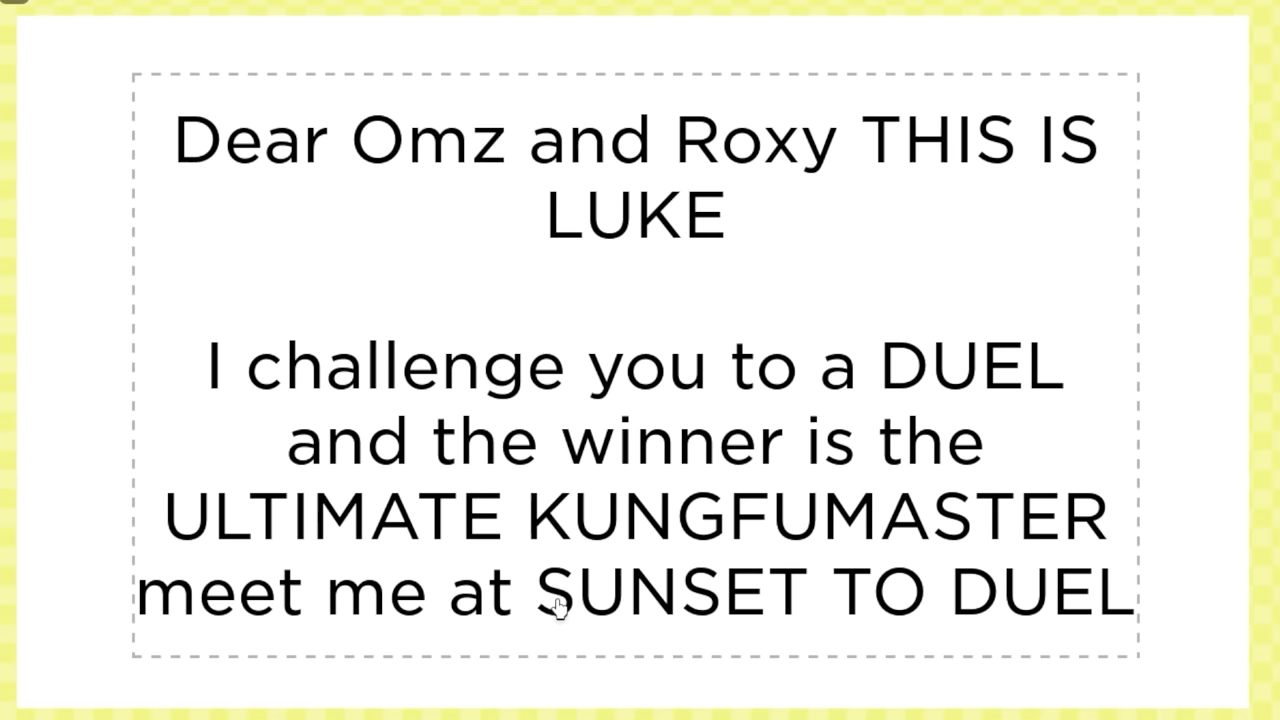 Dear Omz and Roxy THIS IS
LUKE
I challenge you to a DUEL
and the winner is the
ULTIMATE KUNGFUMASTER
meet me at SUNSET TO DUEL